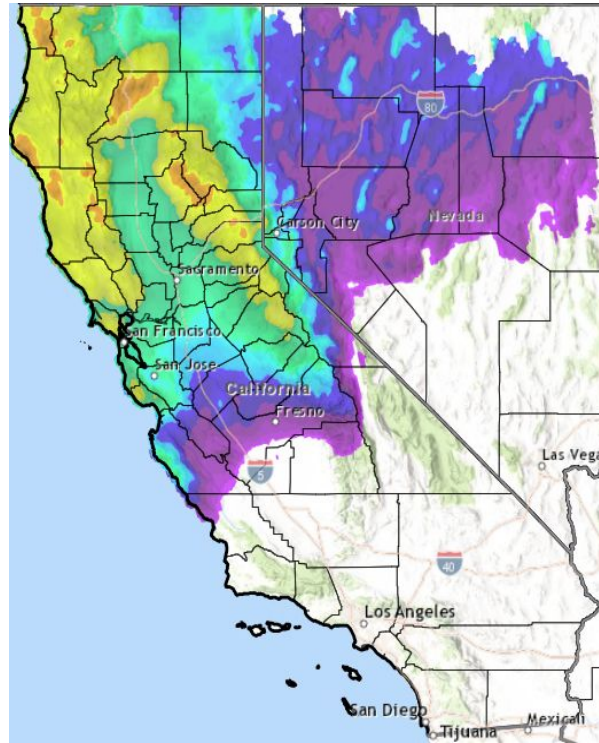 80
Nevada
Carson City
Sacramento
San Francisco
San Jose
California
Fresno
Las Vega
5
40
Los Angeles
San Diego
Tijuana
Mexicali